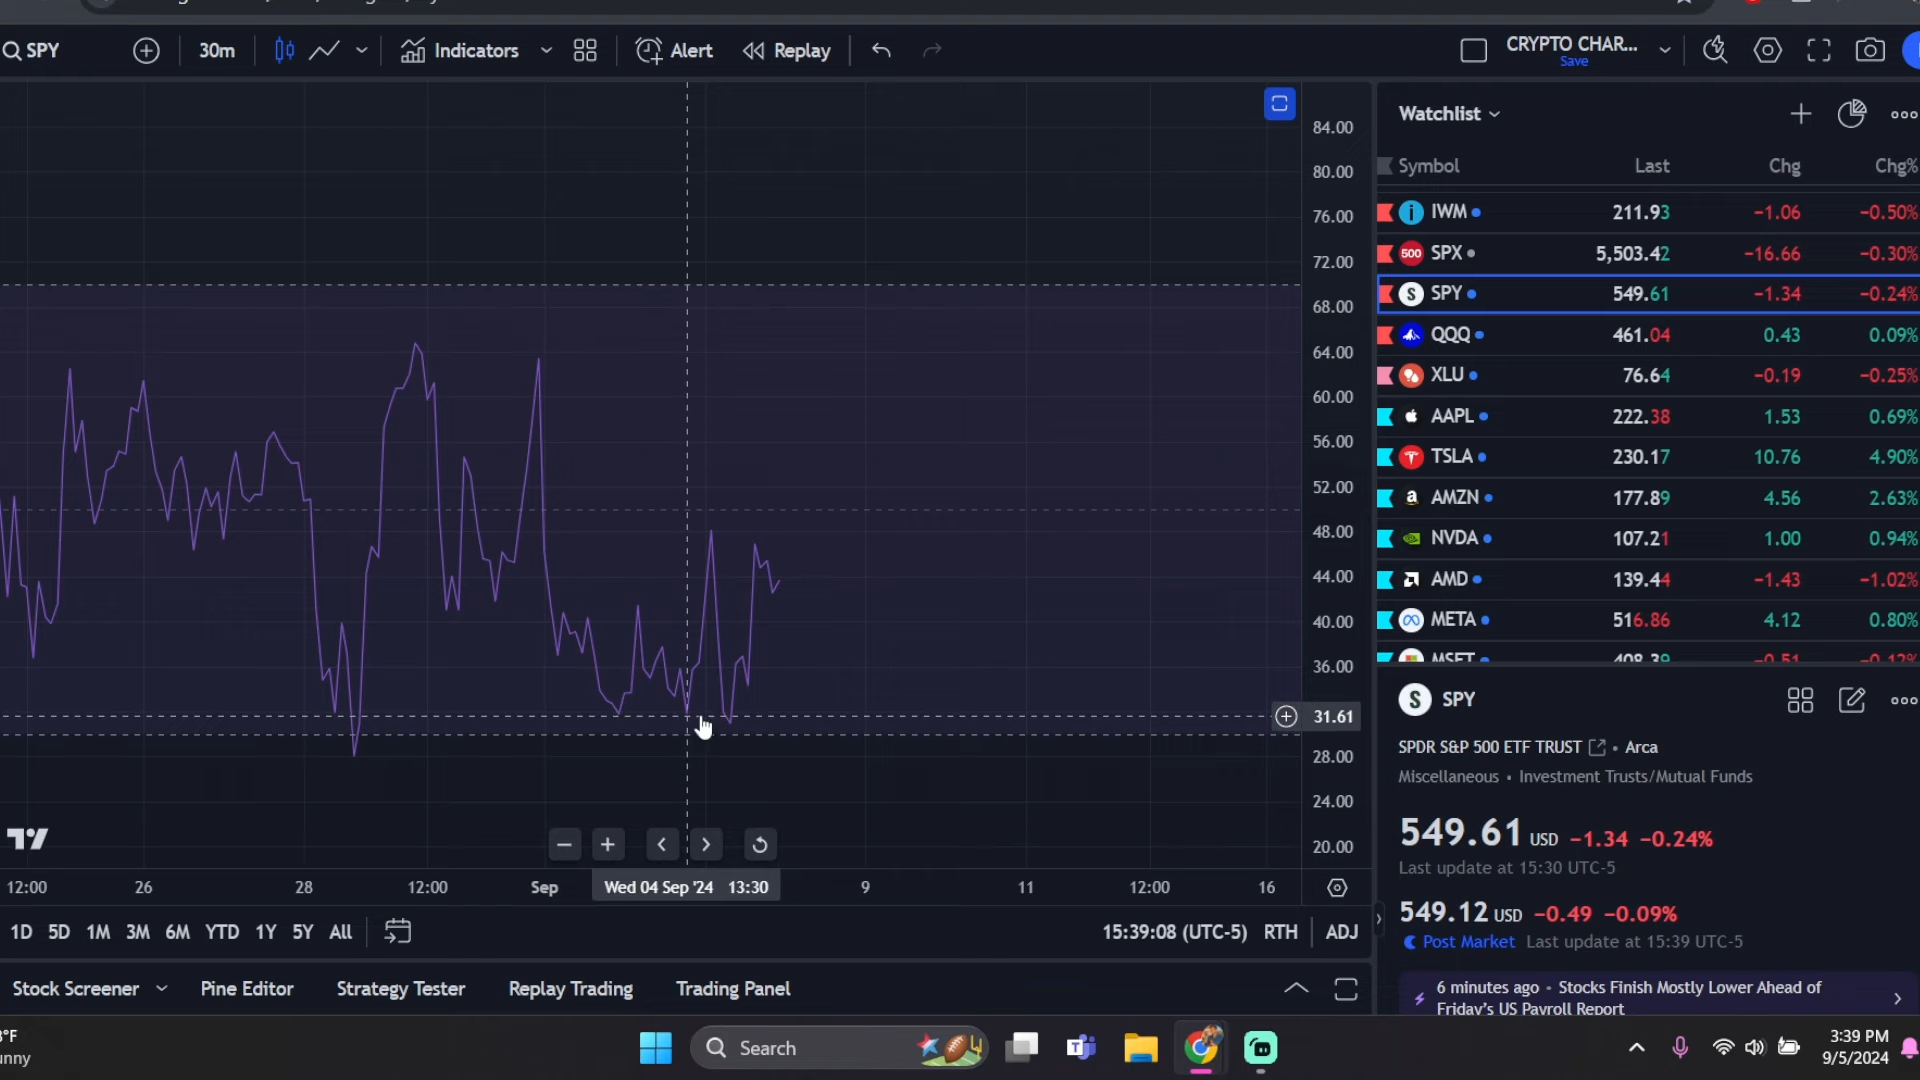 SPY
30m
Indicators
Alert
Replay
CRYPTO CHAR...
Save
84.00
80.00
76.00
72.00
68.00
64.00
60.00
56.00
52.00
48.00
44.00
40.00
36.00
31.61
28.00
24.00
20.00
12:00 26 28 12:00 Sep Wed 04 Sep '24 13:30 9 11 12:00 16
1D 5D 1M 3M 6M YTD 1Y 5Y All
15:39:08 (UTC-5) RTH ADJ
Stock Screener Pine Editor Strategy Tester Replay Trading Trading Panel
Watchlist
Symbol Last Chg Chg%
IWM 211.93 −1.06 −0.50%
500 SPX 5,503.42 −16.66 −0.30%
S SPY 549.61 −1.34 −0.24%
QQQ 461.04 0.43 0.09%
XLU 76.64 −0.19 −0.25%
AAPL 222.38 1.53 0.69%
TSLA 230.17 10.76 4.90%
a AMZN 177.89 4.56 2.63%
NVDA 107.21 1.00 0.94%
AMD 139.44 −1.43 −1.02%
META 516.86 4.12 0.80%
MSFT 408.39 −0.51 −0.12%
S SPY
SPDR S&P 500 ETF TRUST • Arca
Miscellaneous • Investment Trusts/Mutual Funds
549.61 USD −1.34 −0.24%
Last update at 15:30 UTC-5
549.12 USD −0.49 −0.09%
Post Market Last update at 15:39 UTC-5
6 minutes ago • Stocks Finish Mostly Lower Ahead of
Friday's US Payroll Report
Search
3:39 PM
9/5/2024